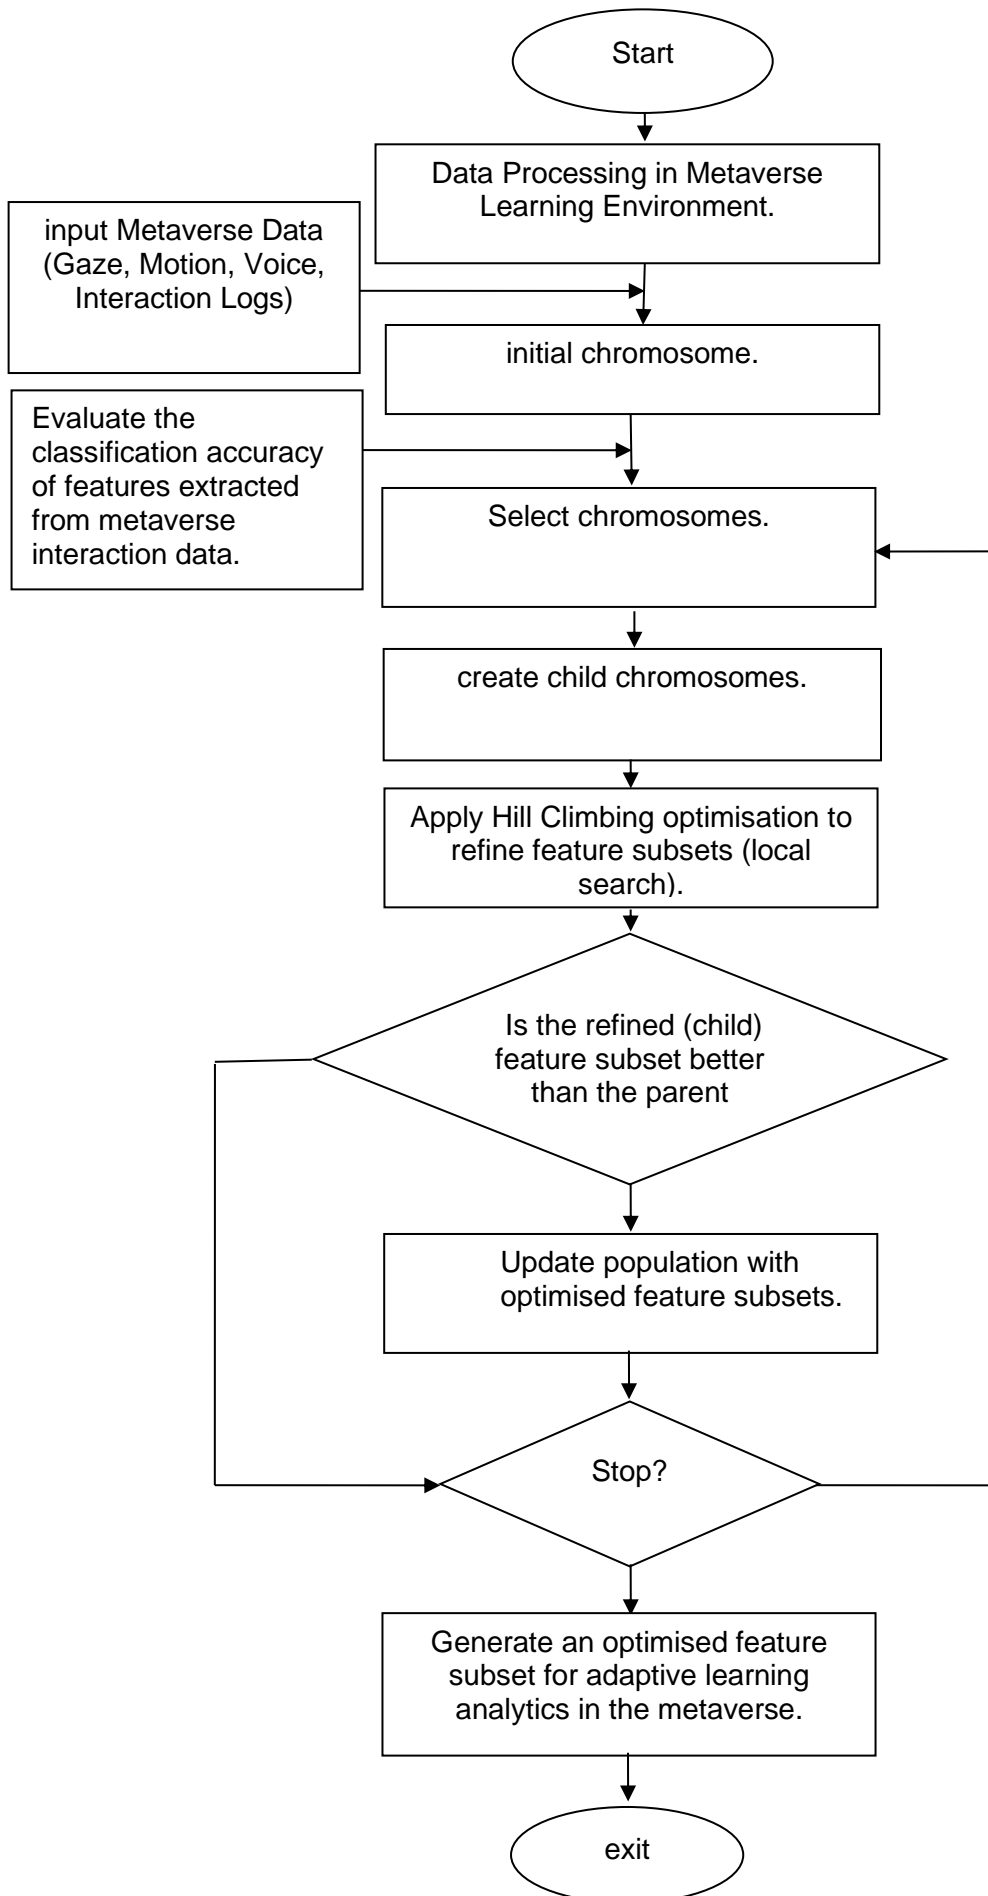 Start
Data Processing in Metaverse
Learning Environment.
input Metaverse Data
(Gaze, Motion, Voice,
Interaction Logs)
initial chromosome.
Evaluate the
classification accuracy
of features extracted
from metaverse
interaction data.
Select chromosomes.
create child chromosomes.
Apply Hill Climbing optimisation to
refine feature subsets (local
search).
Is the refined (child)
feature subset better
than the parent
Update population with
optimised feature subsets.
Stop?
Generate an optimised feature
subset for adaptive learning
analytics in the metaverse.
exit